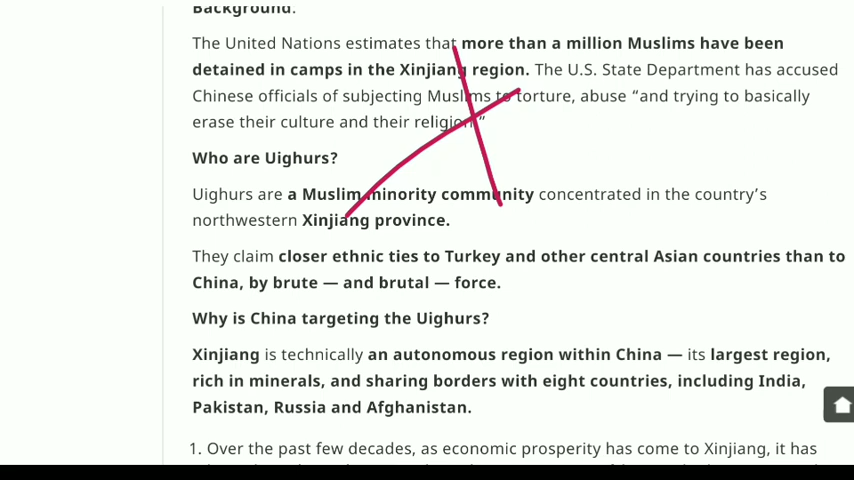 Background:
The United Nations estimates that more than a million Muslims have been
detained in camps in the Xinjiang region. The U.S. State Department has accused
Chinese officials of subjecting Muslims to torture, abuse “and trying to basically
erase their culture and their religion.”
Who are Uighurs?
Uighurs are a Muslim minority community concentrated in the country’s
northwestern Xinjiang province.
They claim closer ethnic ties to Turkey and other central Asian countries than to
China, by brute — and brutal — force.
Why is China targeting the Uighurs?
Xinjiang is technically an autonomous region within China — its largest region,
rich in minerals, and sharing borders with eight countries, including India,
Pakistan, Russia and Afghanistan.
1. Over the past few decades, as economic prosperity has come to Xinjiang, it has